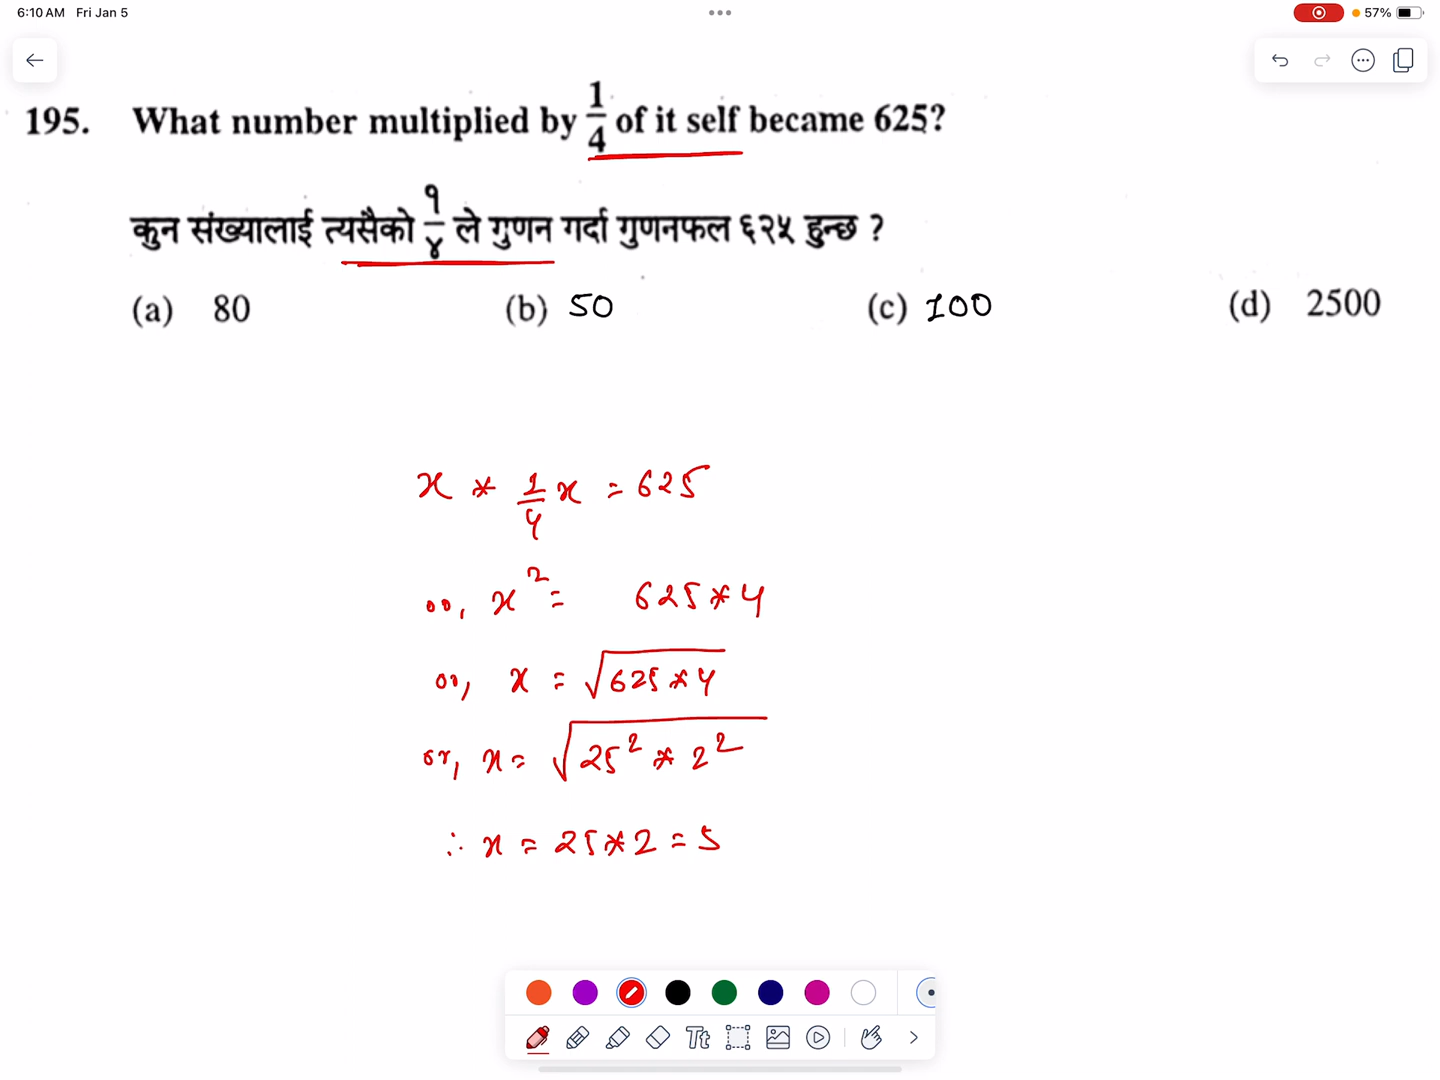 6:10 AM Fri Jan 5
57%
195. What number multiplied by 1/4 of it self became 625?
कुन संख्यालाई त्यसैको १/४ ले गुणन गर्दा गुणनफल ६२५ हुन्छ ?
(a) 80 (b) 50 (c) 100 (d) 2500
x * 1/4 x = 625
or, x² = 625 * 4
or, x = √(625 * 4)
or, x = √(25² * 2²)
∴ x = 25 * 2 = 5
Tt